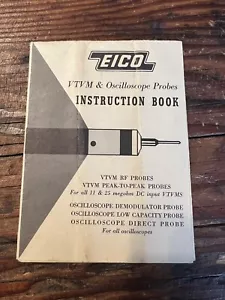 EICO
VTVM & Oscilloscope Probes
INSTRUCTION BOOK
VTVM RF PROBES
VTVM PEAK-TO-PEAK PROBES
For all 11 & 25 megohm DC input VTVMS
OSCILLOSCOPE DEMODULATOR PROBE
OSCILLOSCOPE LOW CAPACITY PROBE
OSCILLOSCOPE DIRECT PROBE
For all oscilloscopes